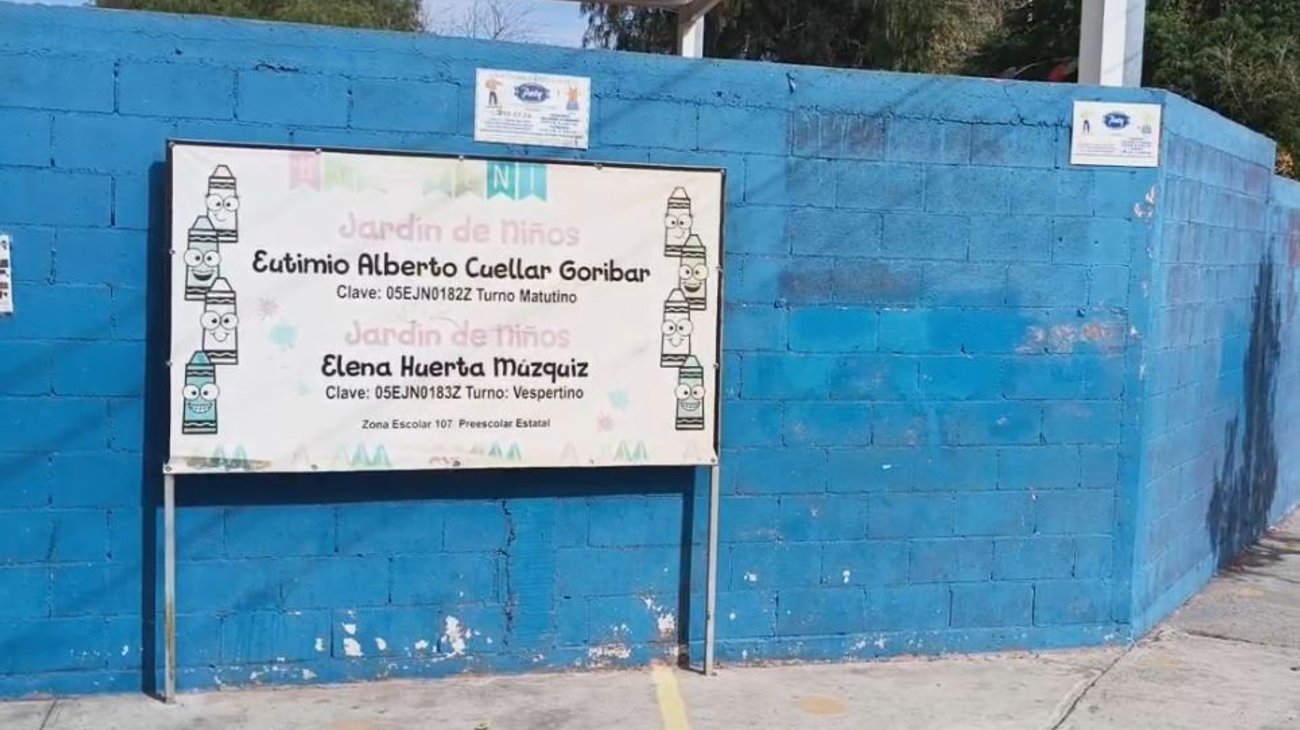 Jardín de Niños
Eutimio Alberto Cuellar Goribar
Clave: 05EJN0182Z Turno Matutino
Jardín de Niños
Elena Huerta Múzquiz
Clave: 05EJN0183Z Turno: Vespertino
Zona Escolar 107 Preescolar Estatal